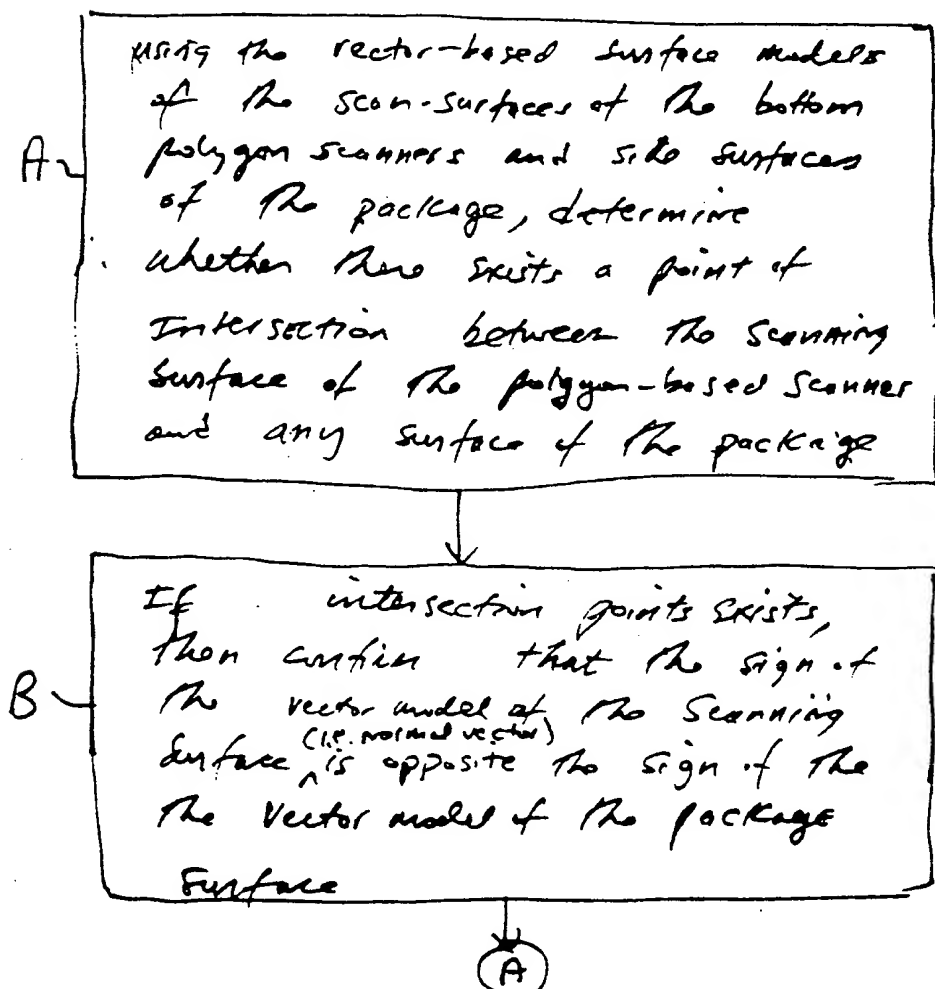 using the vector-based surface models
of the scan-surfaces of the bottom
A
polygon scanners and side surfaces
of the package, determine
whether there exists a point of
Intersection between the scanning
surface of the polygon-based scanner
and any surface of the package
If intersection points exists,
then confirm that the sign of
B
the vector model of the scanning
(i.e. normal vector)
surface ^ is opposite the sign of the
the vector model of the package
surface
A